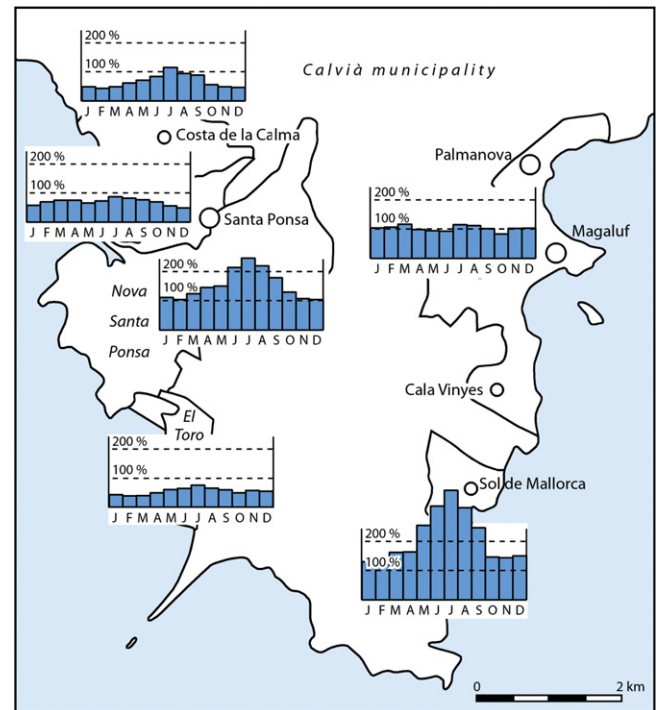 Calvià municipality
200 %
100 %
J F M A M J J A S O N D
Costa de la Calma
200 %
100 %
J F M A M J J A S O N D
Santa Ponsa
Palmanova
200 %
100 %
J F M A M J J A S O N D
Magaluf
Nova
Santa
Ponsa
200 %
100 %
J F M A M J J A S O N D
Cala Vinyes
El
Toro
200 %
100 %
J F M A M J J A S O N D
Sol de Mallorca
200 %
100 %
J F M A M J J A S O N D
0 2 km